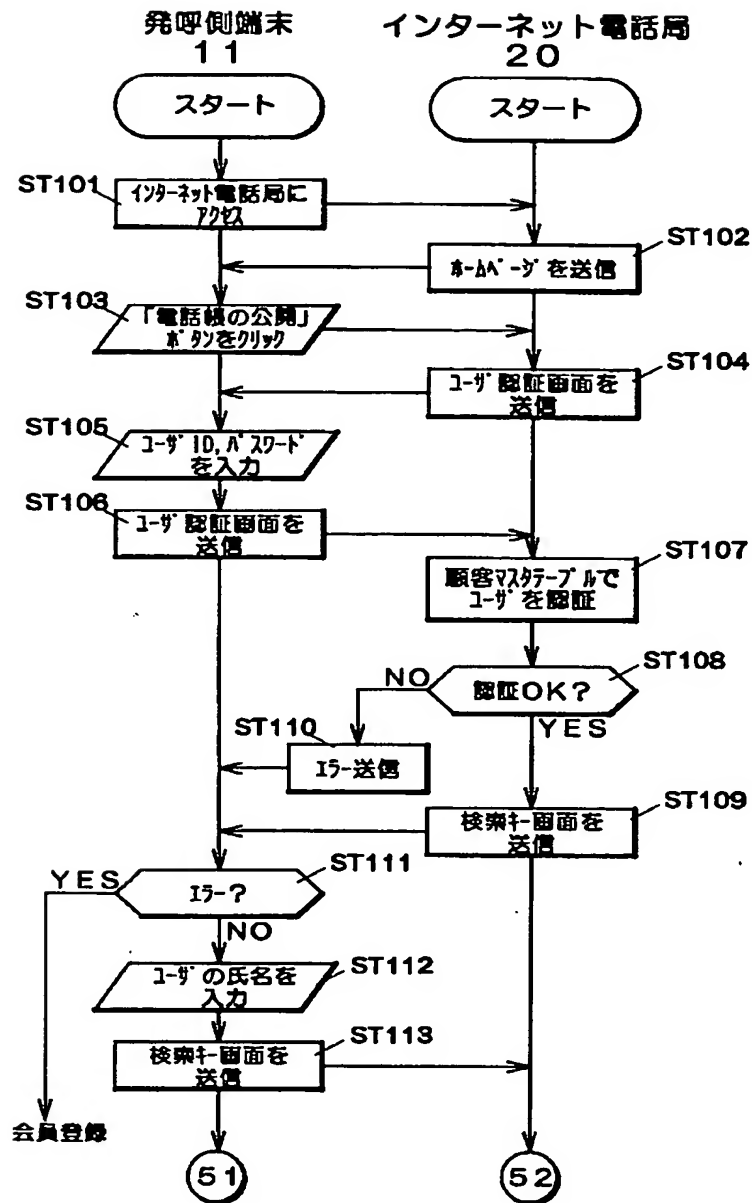 発呼側端末
11
インターネット電話局
20
スタート
スタート
ST101
インターネット電話局に
アクセス
ST102
ホームページを送信
ST103
「電話帳の公開」
ボタンをクリック
ST104
ユーザ認証画面を
送信
ST105
ユーザID,パスワード
を入力
ST106
ユーザ認証画面を
送信
ST107
顧客マスタテーブルで
ユーザを認証
ST108
認証OK?
NO
YES
ST110
エラー送信
ST109
検索キー画面を
送信
ST111
エラー?
YES
NO
ST112
ユーザの氏名を
入力
ST113
検索キー画面を
送信
会員登録
51
52